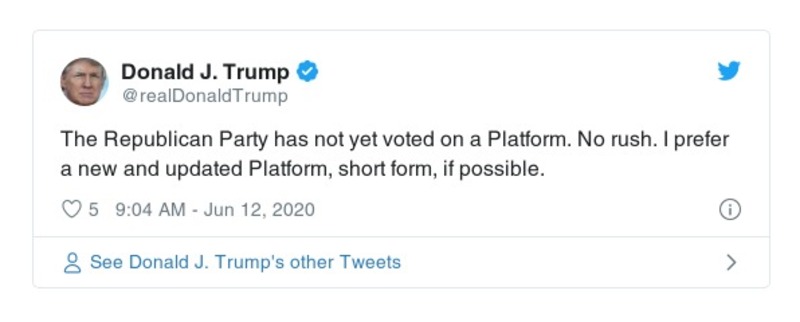 Donald J. Trump
@realDonaldTrump
The Republican Party has not yet voted on a Platform. No rush. I prefer
a new and updated Platform, short form, if possible.
5 9:04 AM - Jun 12, 2020
See Donald J. Trump's other Tweets